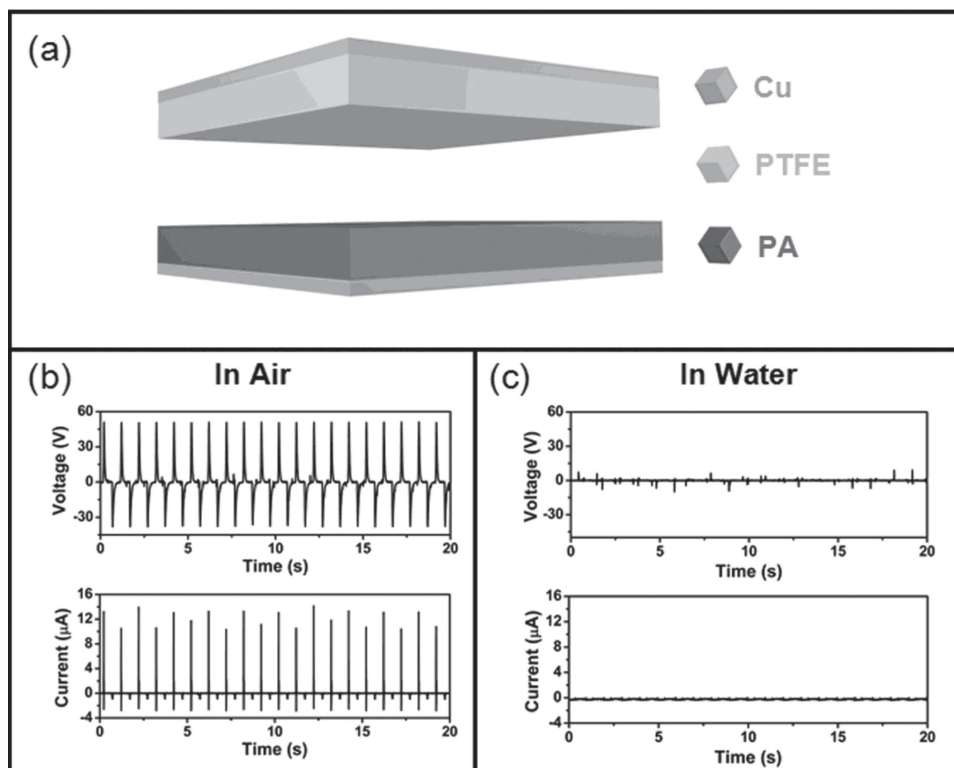 (a)
Cu
PTFE
PA
(b)
In Air
60
30
0
-30
Voltage (V)
0
5
10
15
20
Time (s)
16
12
8
4
0
-4
Current (μA)
0
5
10
15
20
Time (s)
(c)
In Water
60
30
0
-30
Voltage (V)
0
5
10
15
20
Time (s)
16
12
8
4
0
-4
Current (μA)
0
5
10
15
20
Time (s)